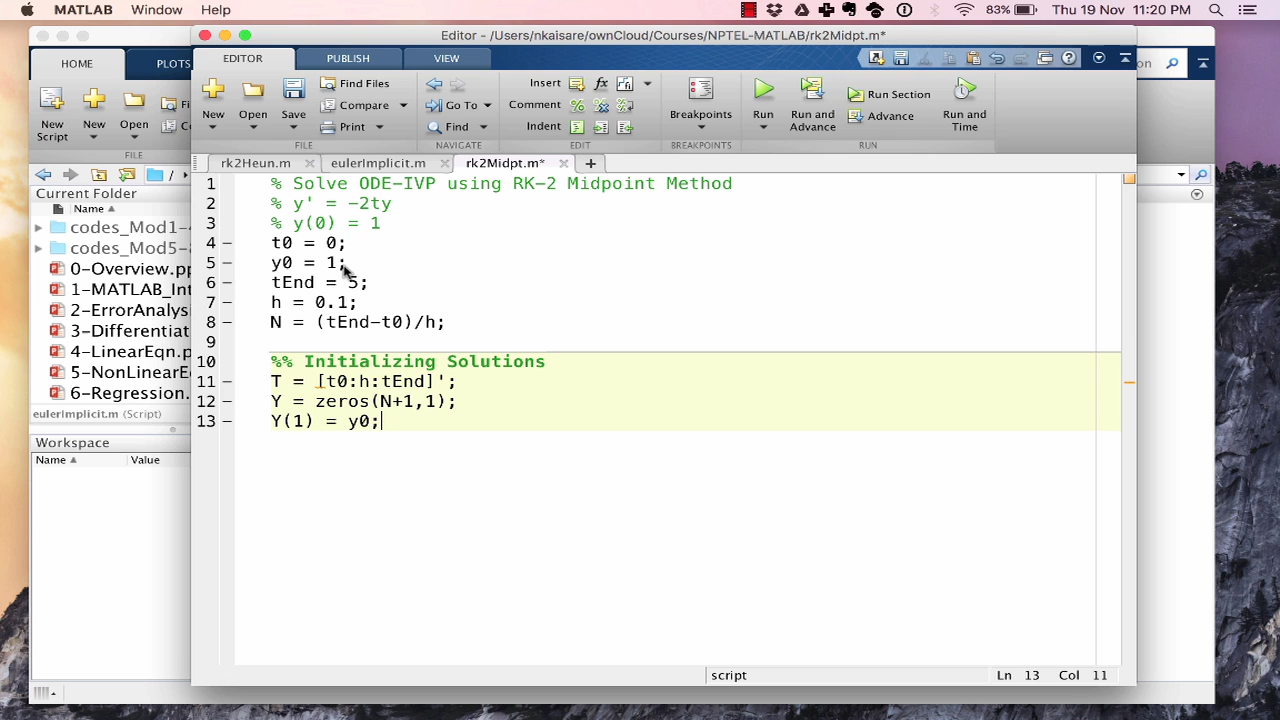 MATLAB Window Help 83% Thu 19 Nov 11:20 PM
Editor - /Users/nkaisare/ownCloud/Courses/NPTEL-MATLAB/rk2Midpt.m*
HOME PLOTS
EDITOR PUBLISH VIEW
New Script New Open
FILE
New Open Save
Find Files
Compare
Print
FILE
Go To
Find
NAVIGATE
Insert
Comment
Indent
EDIT
Breakpoints
BREAKPOINTS
Run Run and Advance Run Section Advance Run and Time
RUN
rk2Heun.m eulerImplicit.m rk2Midpt.m* +
Current Folder
Name
codes_Mod1-4
codes_Mod5-8
0-Overview.pp
1-MATLAB_Int
2-ErrorAnalys
3-Differentiat
4-LinearEqn.p
5-NonLinearE
6-Regression.
eulerImplicit.m (Script)
Workspace
Name Value
1 % Solve ODE-IVP using RK-2 Midpoint Method
2 % y' = -2ty
3 % y(0) = 1
4 - t0 = 0;
5 - y0 = 1;
6 - tEnd = 5;
7 - h = 0.1;
8 - N = (tEnd-t0)/h;
9
10 %% Initializing Solutions
11 - T = [t0:h:tEnd]';
12 - Y = zeros(N+1,1);
13 - Y(1) = y0;
script Ln 13 Col 11